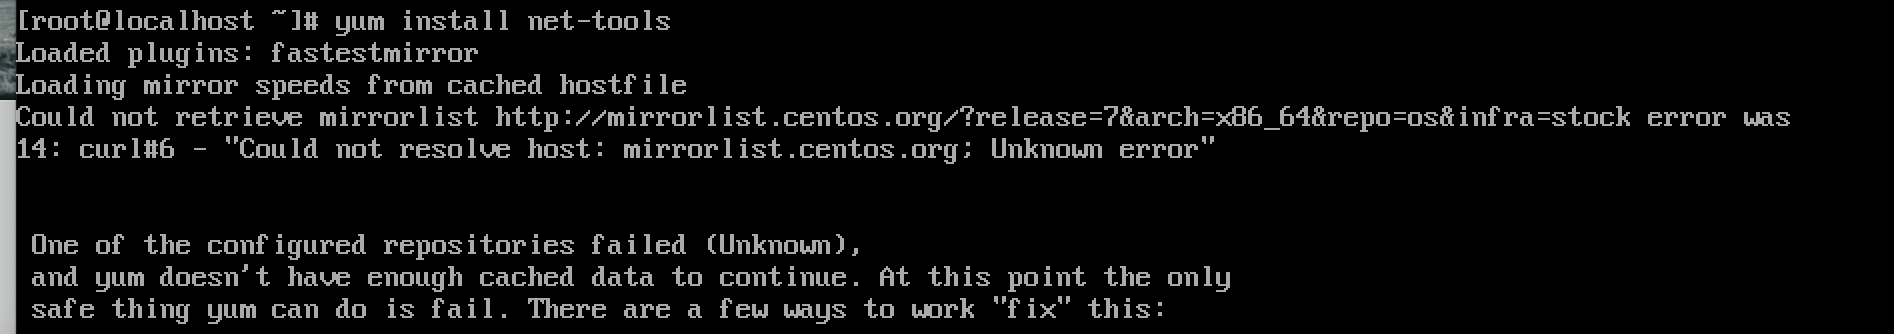 [root@localhost ~]# yum install net-tools
Loaded plugins: fastestmirror
Loading mirror speeds from cached hostfile
Could not retrieve mirrorlist http://mirrorlist.centos.org/?release=7&arch=x86_64&repo=os&infra=stock error was
14: curl#6 - "Could not resolve host: mirrorlist.centos.org; Unknown error"
One of the configured repositories failed (Unknown),
and yum doesn't have enough cached data to continue. At this point the only
safe thing yum can do is fail. There are a few ways to work "fix" this: